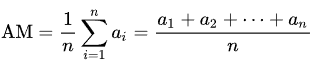 AM = \frac{1}{n} \sum_{i=1}^{n} a_i = \frac{a_1 + a_2 + \cdots + a_n}{n}